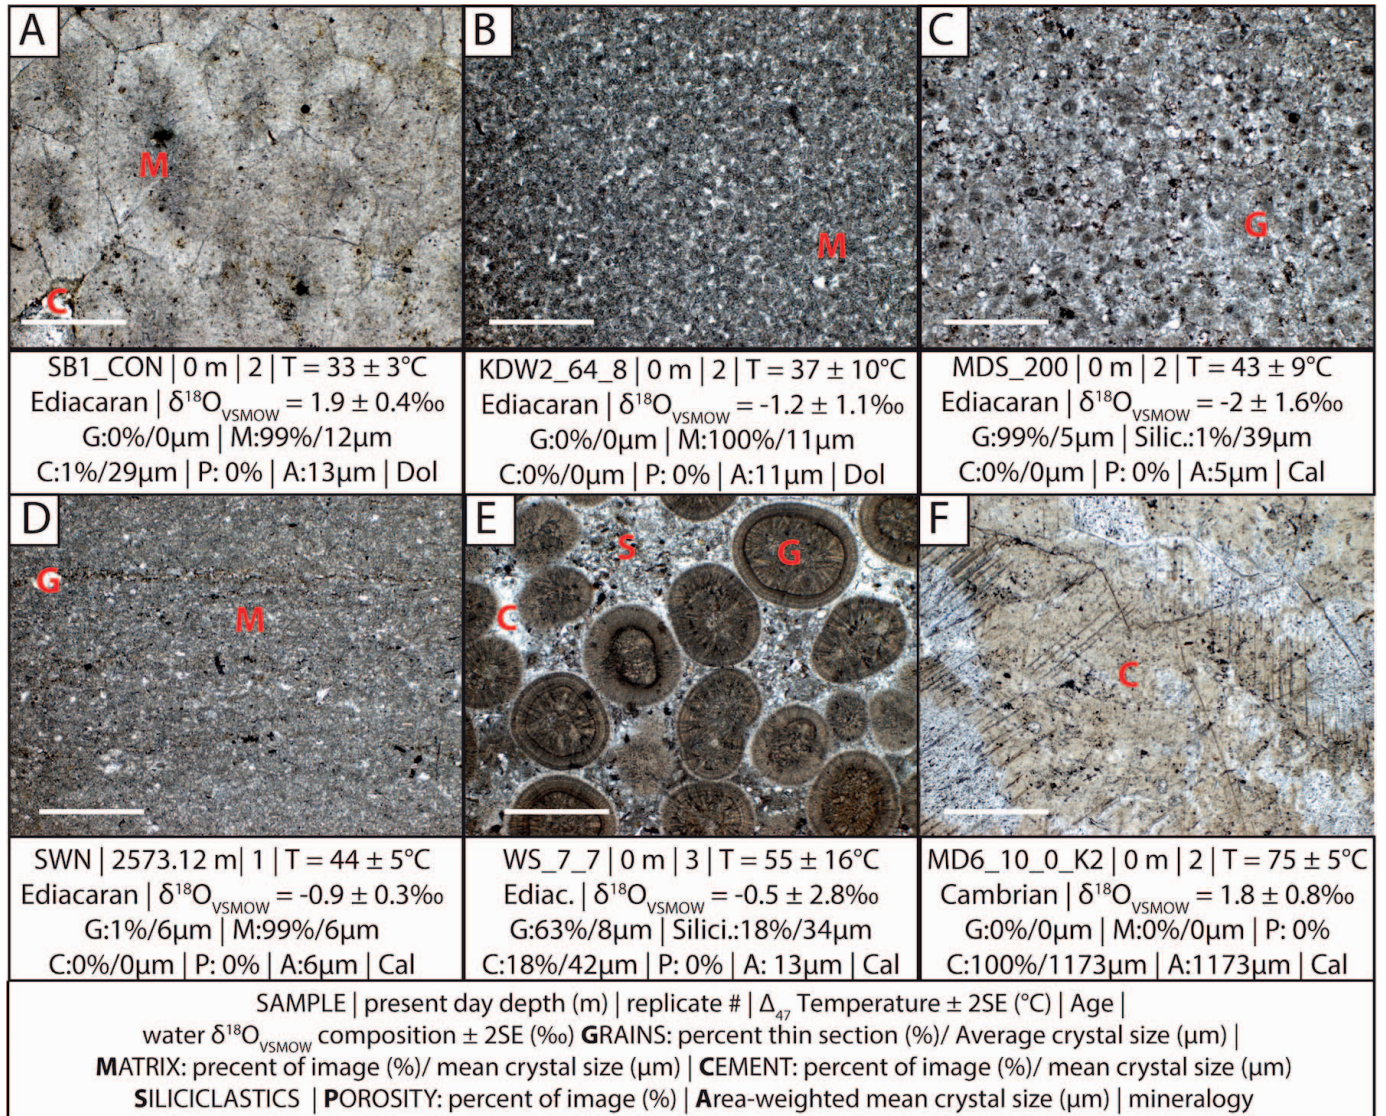 A
M
C
B
M
C
G
SB1_CON | 0 m | 2 | T = 33 ± 3°C
Ediacaran | δ18OVSMOW = 1.9 ± 0.4‰
G:0%/0μm | M:99%/12μm
C:1%/29μm | P: 0% | A:13μm | Dol
KDW2_64_8 | 0 m | 2 | T = 37 ± 10°C
Ediacaran | δ18OVSMOW = -1.2 ± 1.1‰
G:0%/0μm | M:100%/11μm
C:0%/0μm | P: 0% | A:11μm | Dol
MDS_200 | 0 m | 2 | T = 43 ± 9°C
Ediacaran | δ18OVSMOW = -2 ± 1.6‰
G:99%/5μm | Silic.:1%/39μm
C:0%/0μm | P: 0% | A:5μm | Cal
D
G
M
E
S
G
C
F
C
SWN | 2573.12 m| 1 | T = 44 ± 5°C
Ediacaran | δ18OVSMOW = -0.9 ± 0.3‰
G:1%/6μm | M:99%/6μm
C:0%/0μm | P: 0% | A:6μm | Cal
WS_7_7 | 0 m | 3 | T = 55 ± 16°C
Ediac. | δ18OVSMOW = -0.5 ± 2.8‰
G:63%/8μm | Silici.:18%/34μm
C:18%/42μm | P: 0% | A: 13μm | Cal
MD6_10_0_K2 | 0 m | 2 | T = 75 ± 5°C
Cambrian | δ18OVSMOW = 1.8 ± 0.8‰
G:0%/0μm | M:0%/0μm | P: 0%
C:100%/1173μm | A:1173μm | Cal
SAMPLE | present day depth (m) | replicate # | Δ47 Temperature ± 2SE (°C) | Age |
water δ18OVSMOW composition ± 2SE (‰) GRAINS: percent thin section (%)/ Average crystal size (μm) |
MATRIX: precent of image (%)/ mean crystal size (μm) | CEMENT: percent of image (%)/ mean crystal size (μm)
SILICICLASTICS | POROSITY: percent of image (%) | Area-weighted mean crystal size (μm) | mineralogy